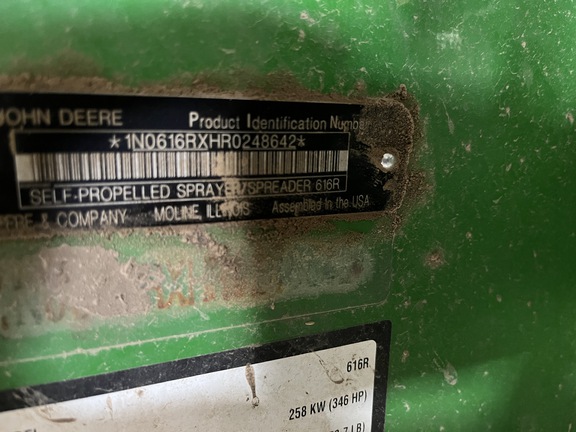 JOHN DEERE Product Identification Number
*1N0616RXHR0248642*
SELF-PROPELLED SPRAYER/SPREADER 616R
& COMPANY MOLINE, ILLINOIS Assembled in the USA
616R
258 KW (346 HP)
LB)